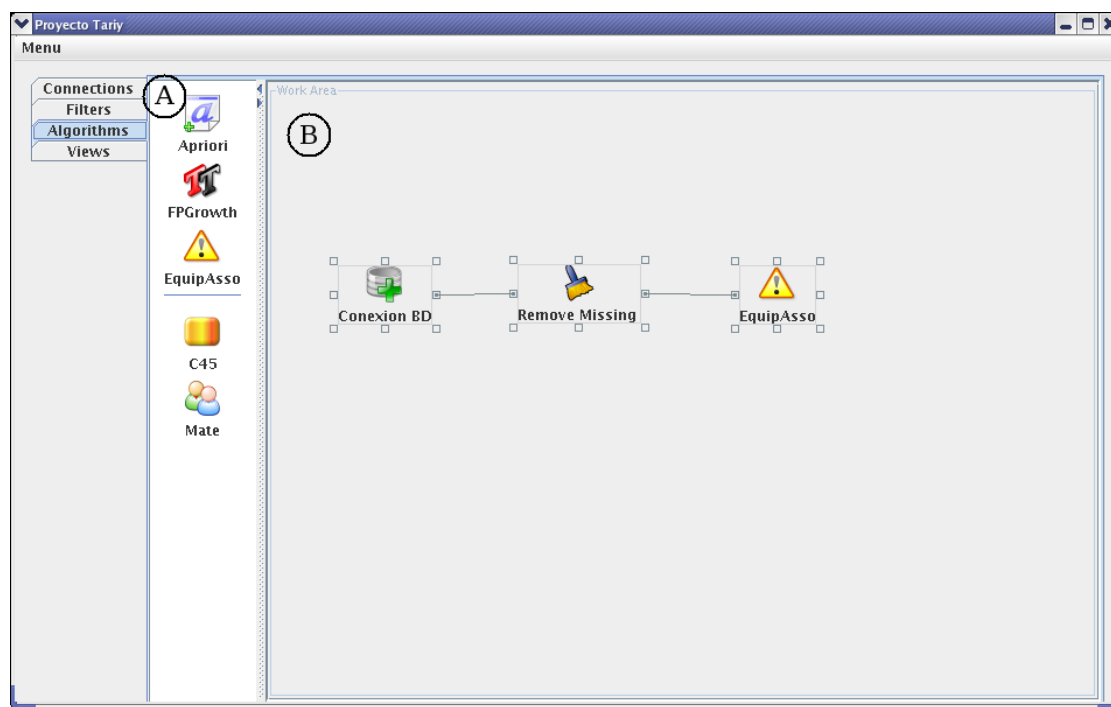 Proyecto Tariy
Menu
Connections
Filters
Algorithms
Views
A
Apriori
FPGrowth
EquipAsso
C45
Mate
Work Area
B
Conexion BD
Remove Missing
EquipAsso